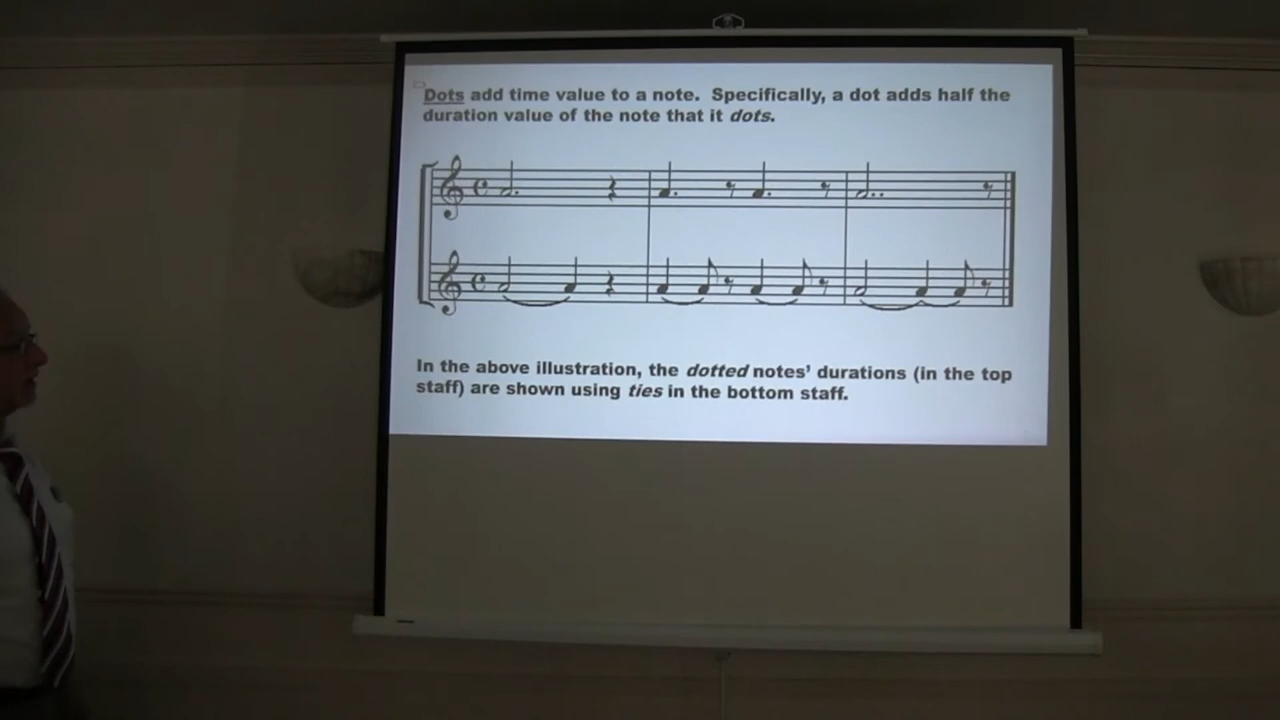 Dots add time value to a note. Specifically, a dot adds half the
duration value of the note that it dots.
In the above illustration, the dotted notes' durations (in the top
staff) are shown using ties in the bottom staff.